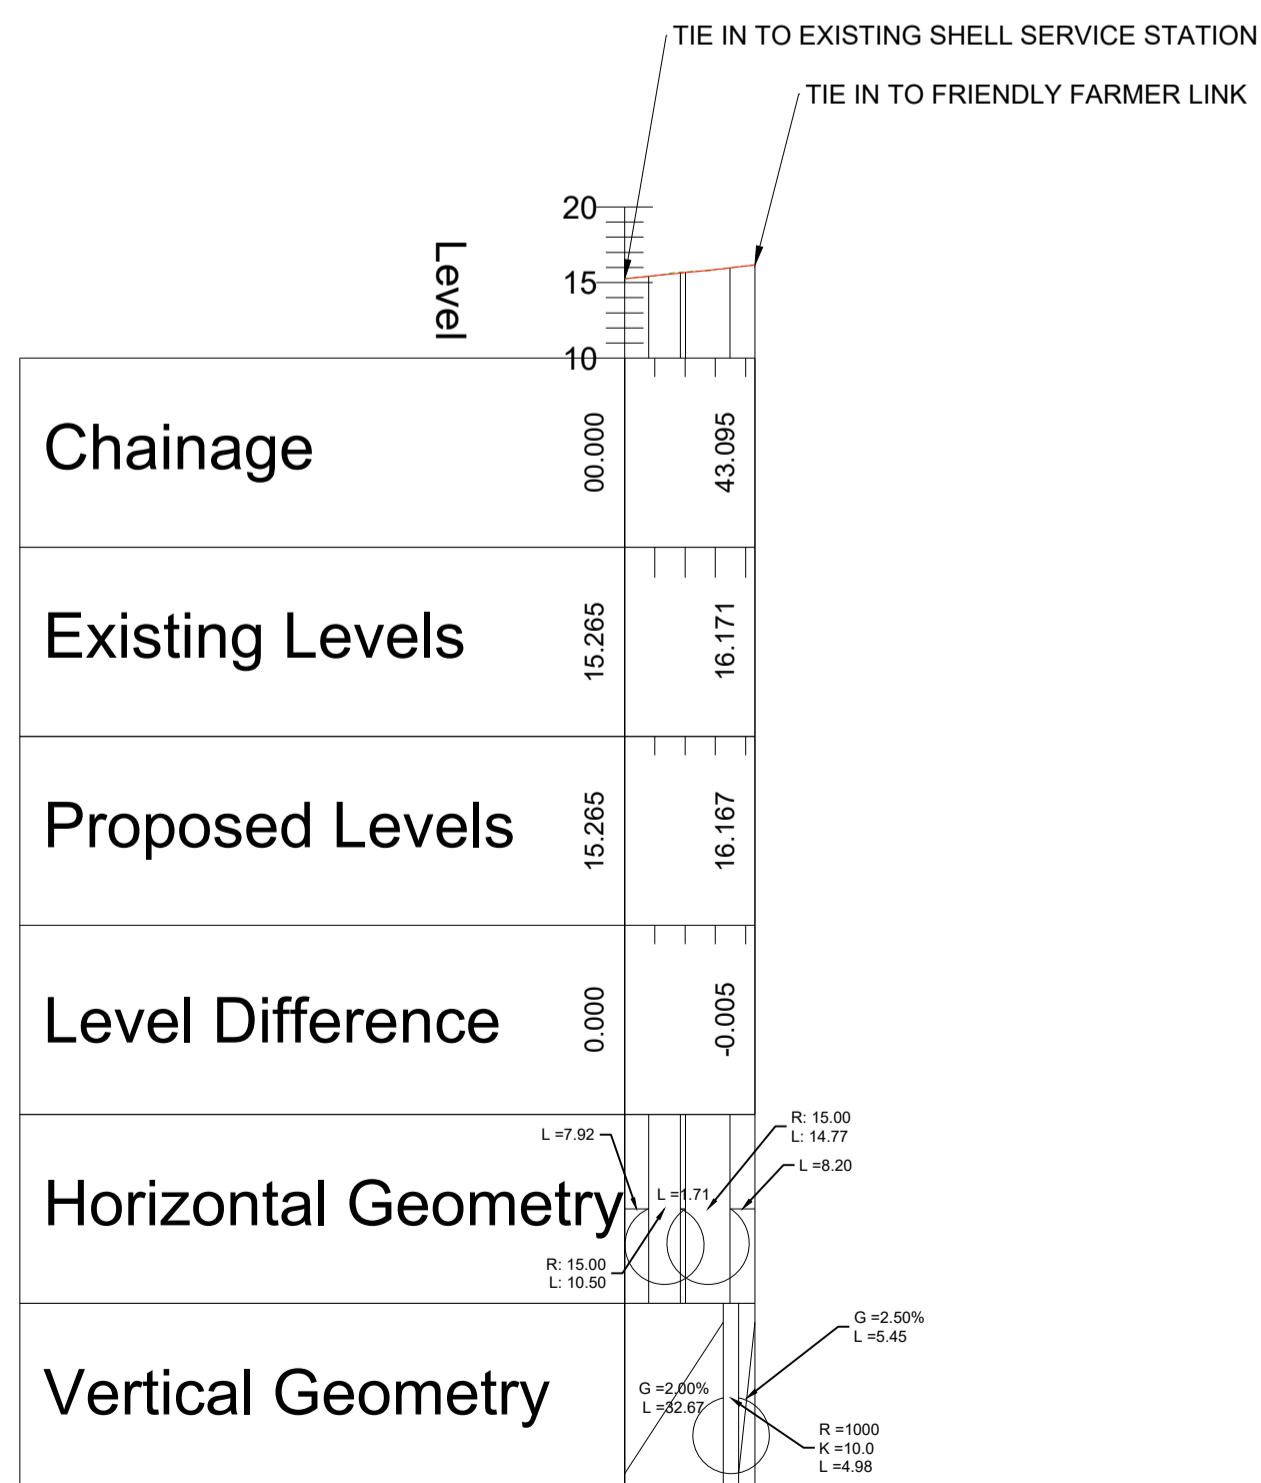 TIE IN TO EXISTING SHELL SERVICE STATION
TIE IN TO FRIENDLY FARMER LINK
20
15
10
Level
Chainage
00.000
43.095
Existing Levels
15.265
16.171
Proposed Levels
15.265
16.167
Level Difference
0.000
-0.005
Horizontal Geometry
L =7.92
R: 15.00
L: 10.50
L =1.71
R: 15.00
L: 14.77
L =8.20
Vertical Geometry
G =2.00%
L =32.67
G =2.50%
L =5.45
R =1000
K =10.0
L =4.98